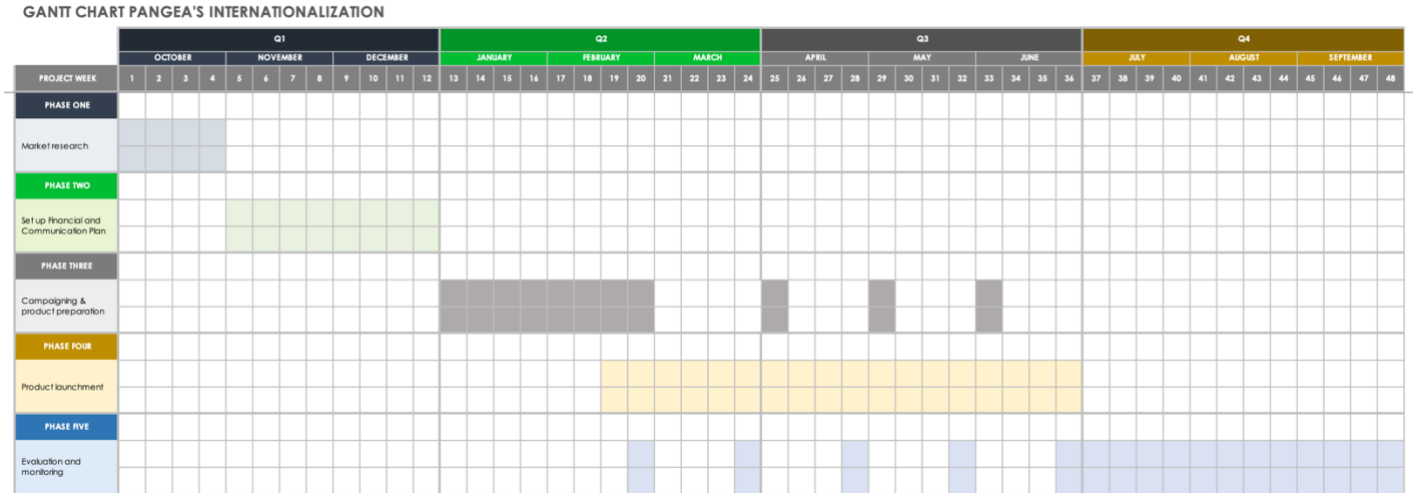 GANTT CHART PANGEA'S INTERNATIONALIZATION
Q1 Q2 Q3 Q4
OCTOBER NOVEMBER DECEMBER JANUARY FEBRUARY MARCH APRIL MAY JUNE JULY AUGUST SEPTEMBER
PROJECT WEEK 1 2 3 4 5 6 7 8 9 10 11 12 13 14 15 16 17 18 19 20 21 22 23 24 25 26 27 28 29 30 31 32 33 34 35 36 37 38 39 40 41 42 43 44 45 46 47 48
PHASE ONE
Market research
PHASE TWO
Set up Financial and
Communication Plan
PHASE THREE
Campaigning &
product preparation
PHASE FOUR
Product launchment
PHASE FIVE
Evaluation and
monitoring